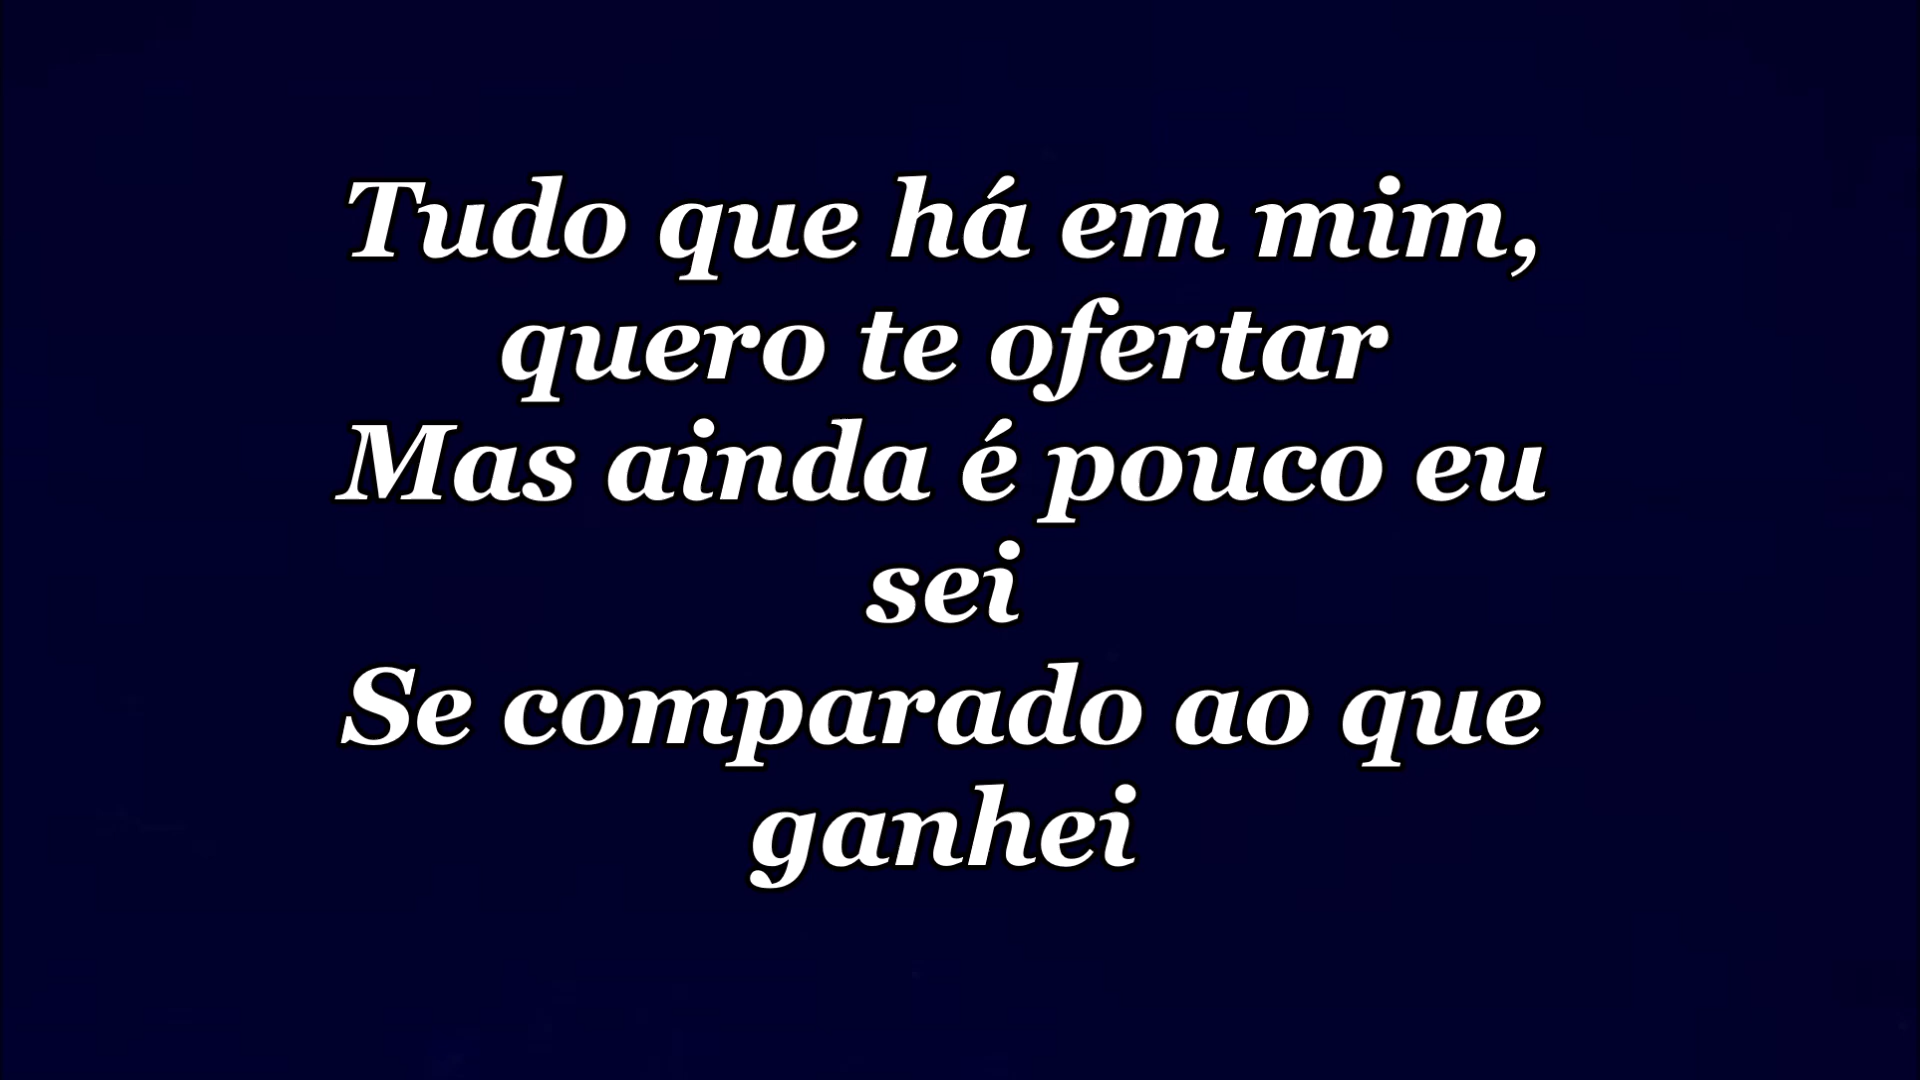 Tudo que há em mim,
quero te ofertar
Mas ainda é pouco eu
sei
Se comparado ao que
ganhei